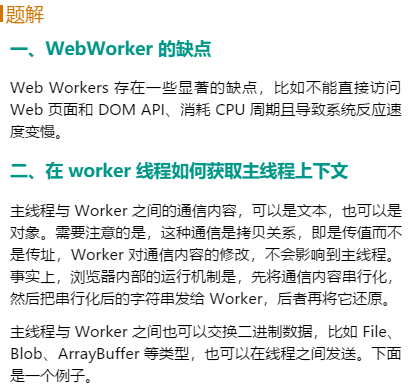 题解
一、WebWorker 的缺点
Web Workers 存在一些显著的缺点，比如不能直接访问
Web 页面和 DOM API、消耗 CPU 周期且导致系统反应速
度变慢。
二、在 worker 线程如何获取主线程上下文
主线程与 Worker 之间的通信内容，可以是文本，也可以是
对象。需要注意的是，这种通信是拷贝关系，即是传值而不
是传址，Worker 对通信内容的修改，不会影响到主线程。
事实上，浏览器内部的运行机制是，先将通信内容串行化，
然后把串行化后的字符串发给 Worker，后者再将它还原。
主线程与 Worker 之间也可以交换二进制数据，比如 File、
Blob、ArrayBuffer 等类型，也可以在线程之间发送。下面
是一个例子。